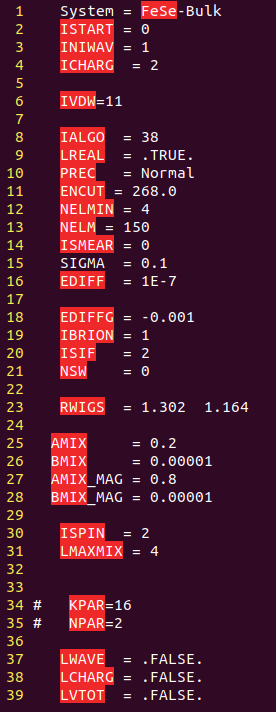 1 System = FeSe-Bulk
2 ISTART = 0
3 INIWAV = 1
4 ICHARG = 2
5
6 IVDW=11
7
8 IALGO = 38
9 LREAL = .TRUE.
10 PREC = Normal
11 ENCUT = 268.0
12 NELMIN = 4
13 NELM = 150
14 ISMEAR = 0
15 SIGMA = 0.1
16 EDIFF = 1E-7
17
18 EDIFFG = -0.001
19 IBRION = 1
20 ISIF = 2
21 NSW = 0
22
23 RWIGS = 1.302 1.164
24
25 AMIX = 0.2
26 BMIX = 0.00001
27 AMIX_MAG = 0.8
28 BMIX_MAG = 0.00001
29
30 ISPIN = 2
31 LMAXMIX = 4
32
33
34 # KPAR=16
35 # NPAR=2
36
37 LWAVE = .FALSE.
38 LCHARG = .FALSE.
39 LVTOT = .FALSE.